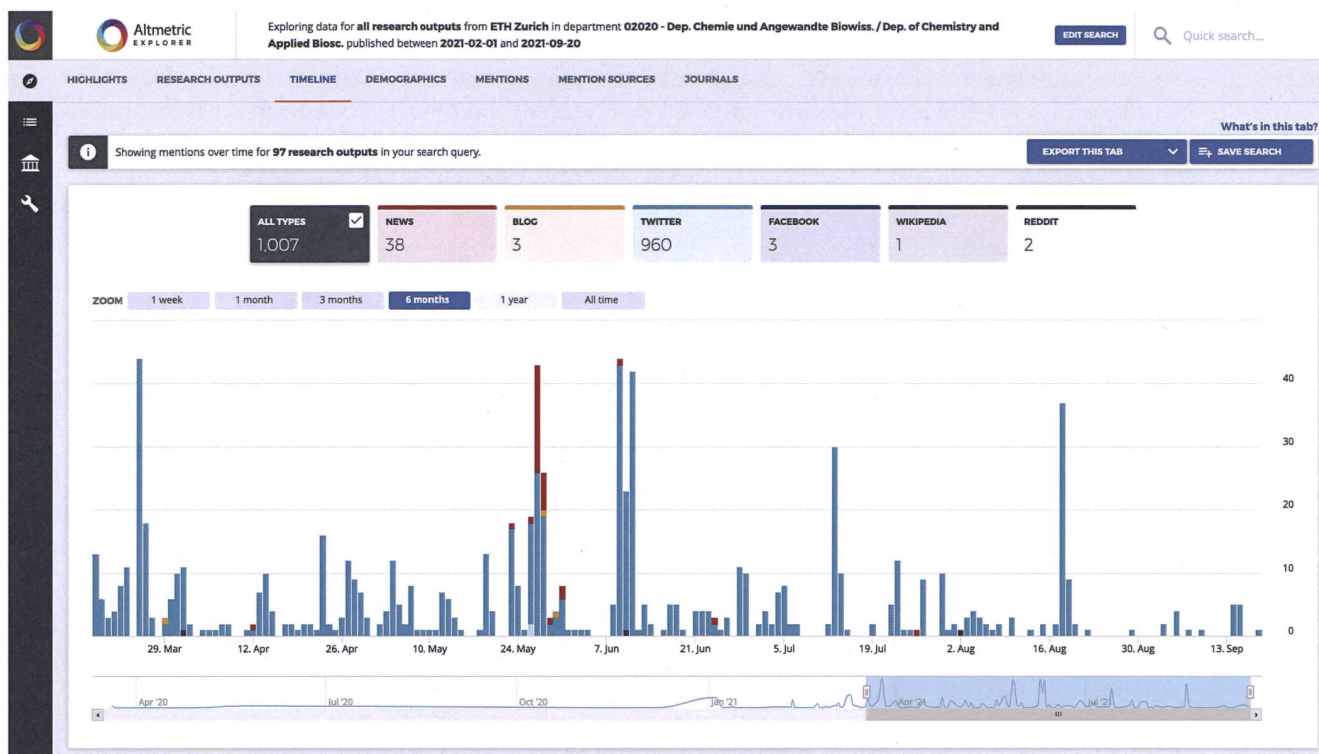 Altmetric
EXPLORER
Exploring data for all research outputs from ETH Zurich in department 02020 - Dep. Chemie und Angewandte Biowiss. / Dep. of Chemistry and
Applied Biosc. published between 2021-02-01 and 2021-09-20
EDIT SEARCH
Quick search...
HIGHLIGHTS RESEARCH OUTPUTS TIMELINE DEMOGRAPHICS MENTIONS MENTION SOURCES JOURNALS
What's in this tab?
Showing mentions over time for 97 research outputs in your search query.
EXPORT THIS TAB SAVE SEARCH
ALL TYPES NEWS BLOG TWITTER FACEBOOK WIKIPEDIA REDDIT
1,007 38 3 960 3 1 2
ZOOM 1 week 1 month 3 months 6 months 1 year All time
40
30
20
10
0
29. Mar 12. Apr 26. Apr 10. May 24. May 7. Jun 21. Jun 5. Jul 19. Jul 2. Aug 16. Aug 30. Aug 13. Sep
Apr '20 Jul '20 Oct '20 Jan '21 Apr '21 Jul '21